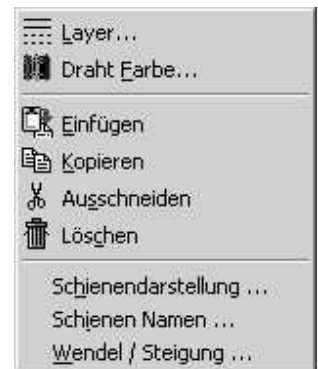 Layer...
Draht Farbe...
Einfügen
Kopieren
Ausschneiden
Löschen
Schienendarstellung ...
Schienen Namen ...
Wendel / Steigung ...